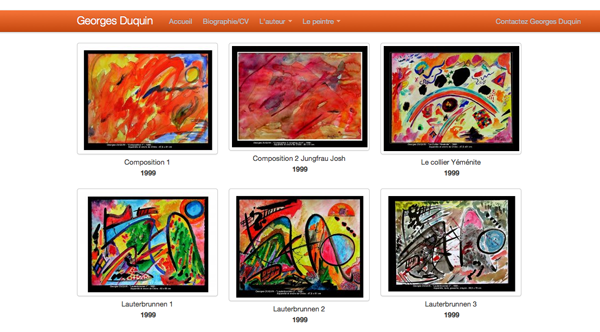 Georges Duquin Accueil Biographie/CV L'auteur Le peintre Contactez Georges Duquin
Composition 1
1999
Composition 2 Jungfrau Josh
1999
Le collier Yéménite
1999
Lauterbrunnen 1
1999
Lauterbrunnen 2
1999
Lauterbrunnen 3
1999